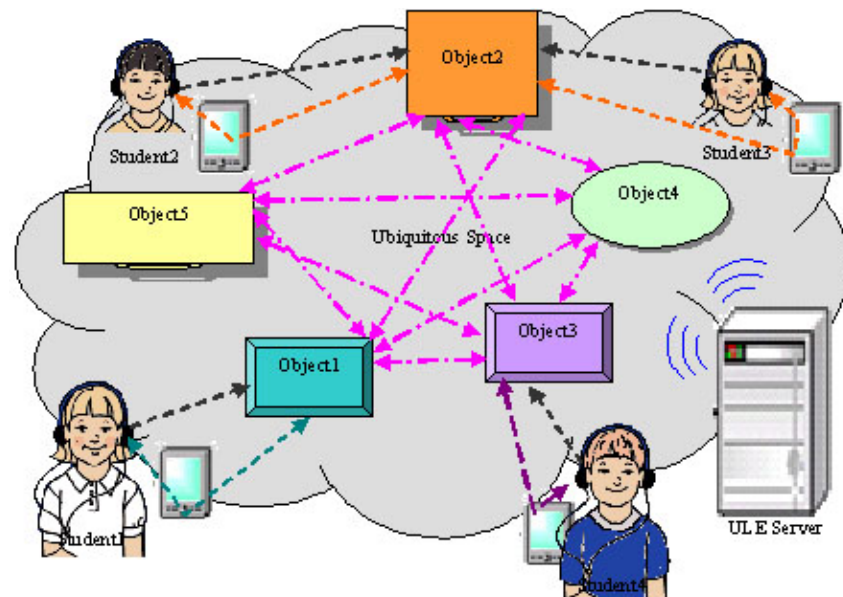 Object2
Student2
Student3
Object4
Object5
Ubiquitous Space
Object3
Object1
ULE Server
Student1
Student4